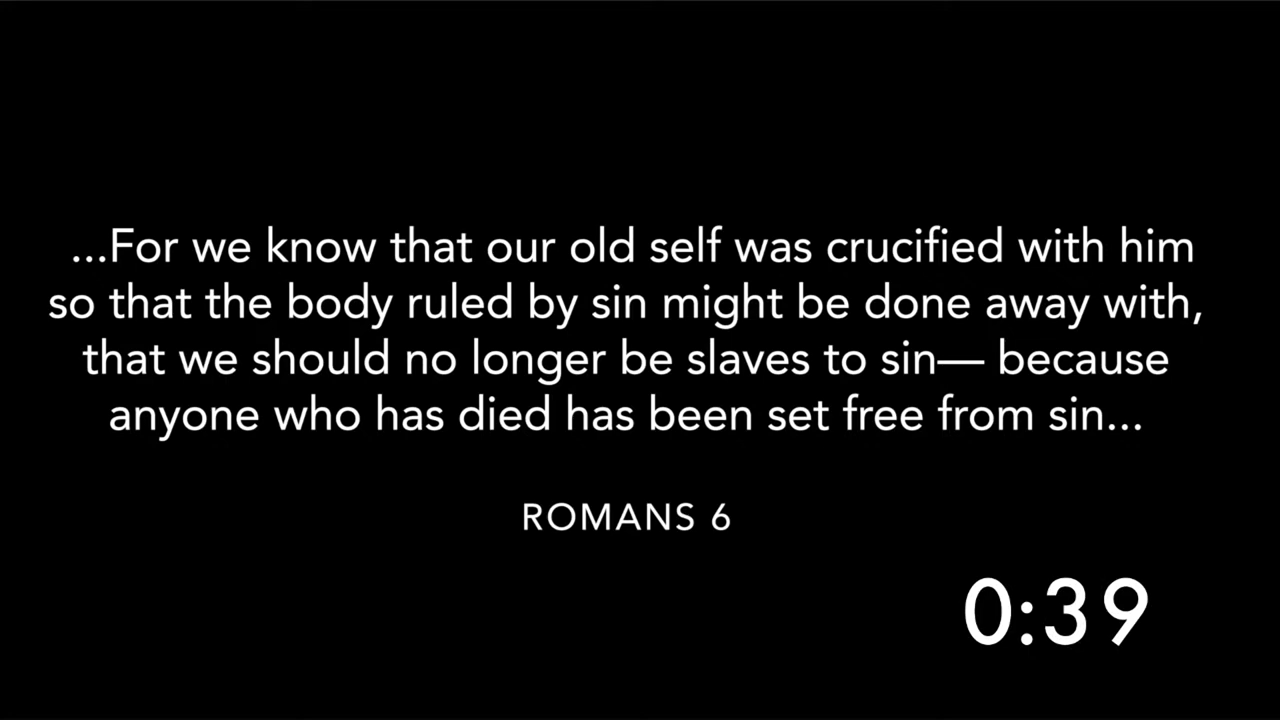 ...For we know that our old self was crucified with him
so that the body ruled by sin might be done away with,
that we should no longer be slaves to sin— because
anyone who has died has been set free from sin...
ROMANS 6
0:39